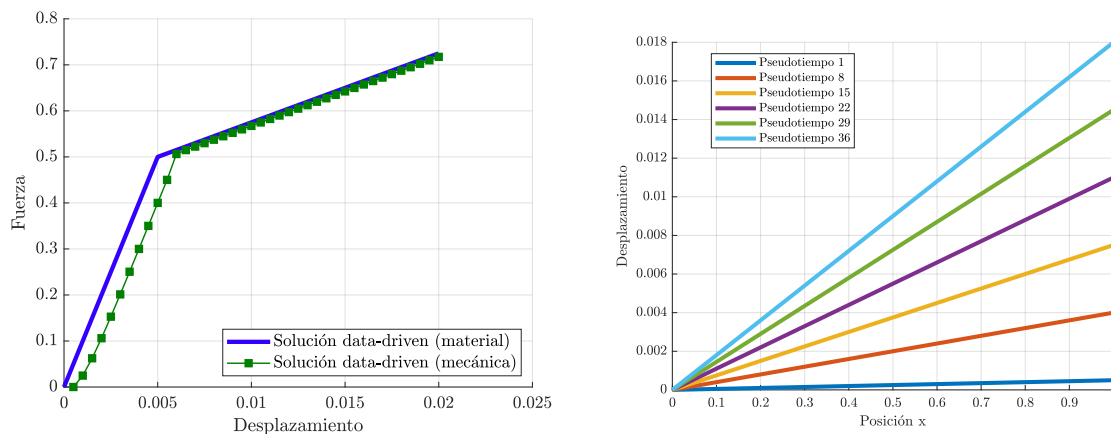 0.8
0.7
0.6
0.5
0.4
0.3
0.2
0.1
0
Fuerza
0
0.005
0.01
0.015
0.02
0.025
Desplazamiento
Solución data-driven (material)
Solución data-driven (mecánica)
0.018
0.016
0.014
0.012
0.01
0.008
0.006
0.004
0.002
0
Desplazamiento
Pseudotiempo 1
Pseudotiempo 8
Pseudotiempo 15
Pseudotiempo 22
Pseudotiempo 29
Pseudotiempo 36
0
0.1
0.2
0.3
0.4
0.5
0.6
0.7
0.8
0.9
Posición x